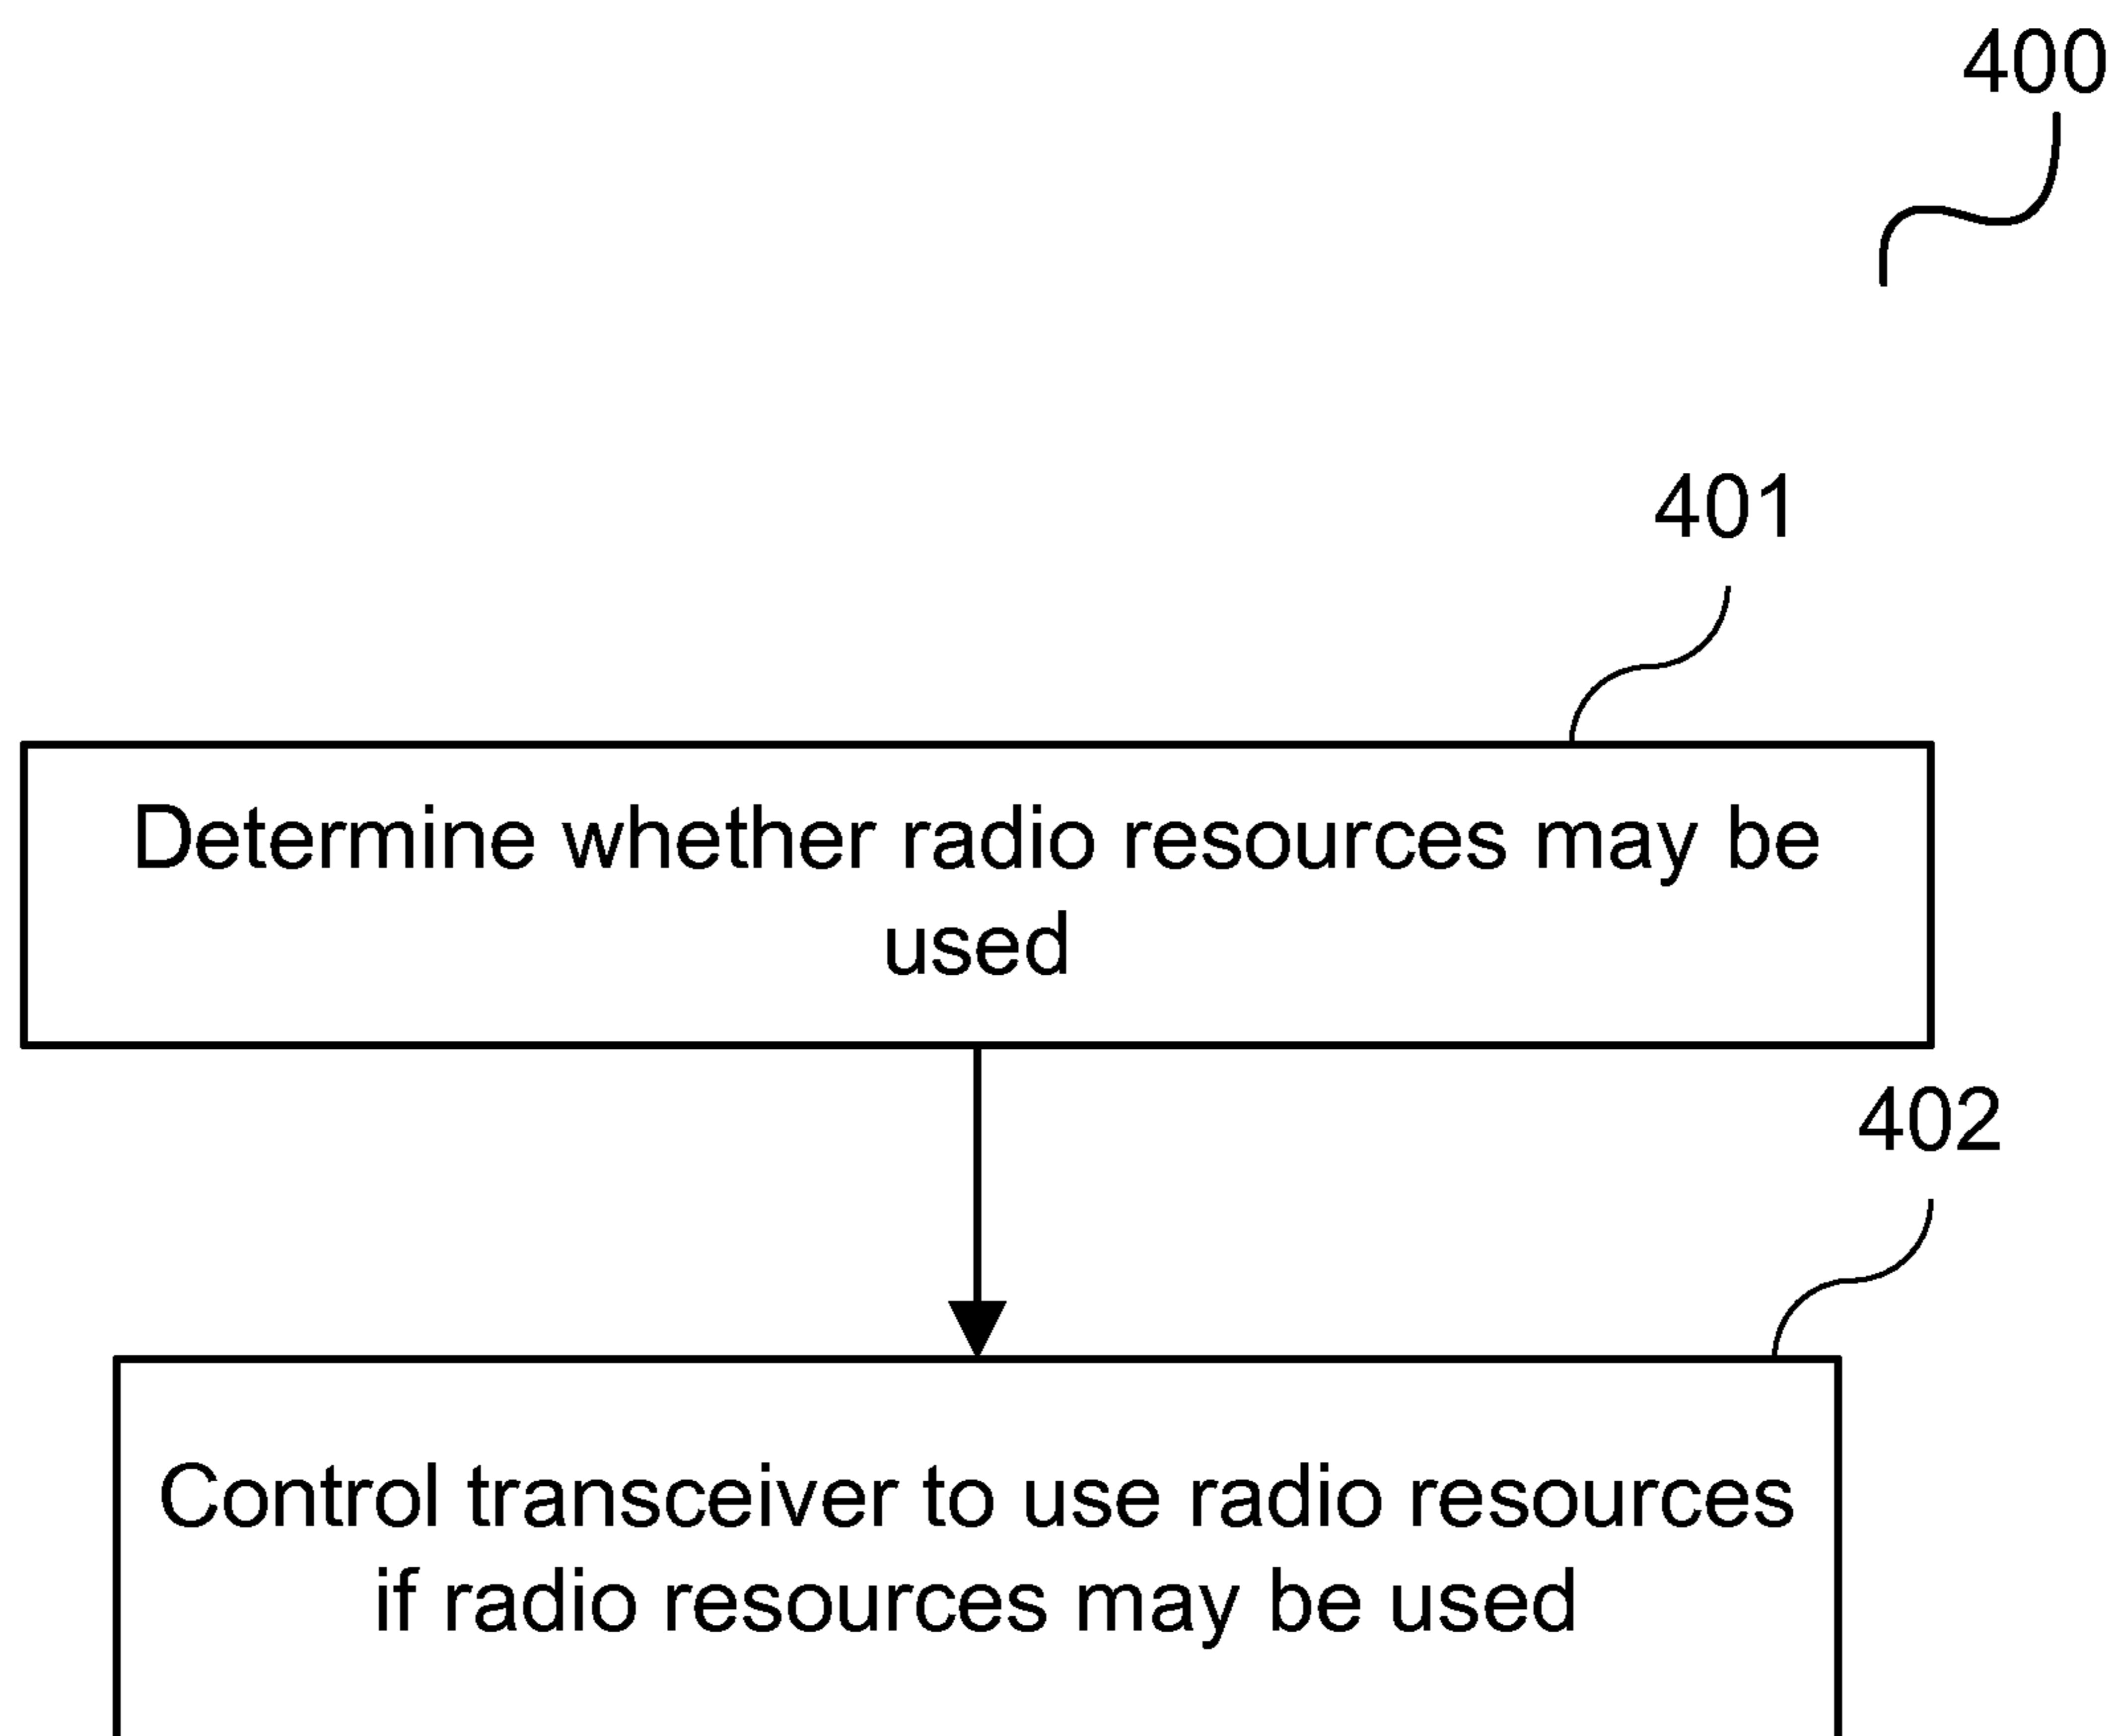 400
401
Determine whether radio resources may be
used
402
Control transceiver to use radio resources
if radio resources may be used